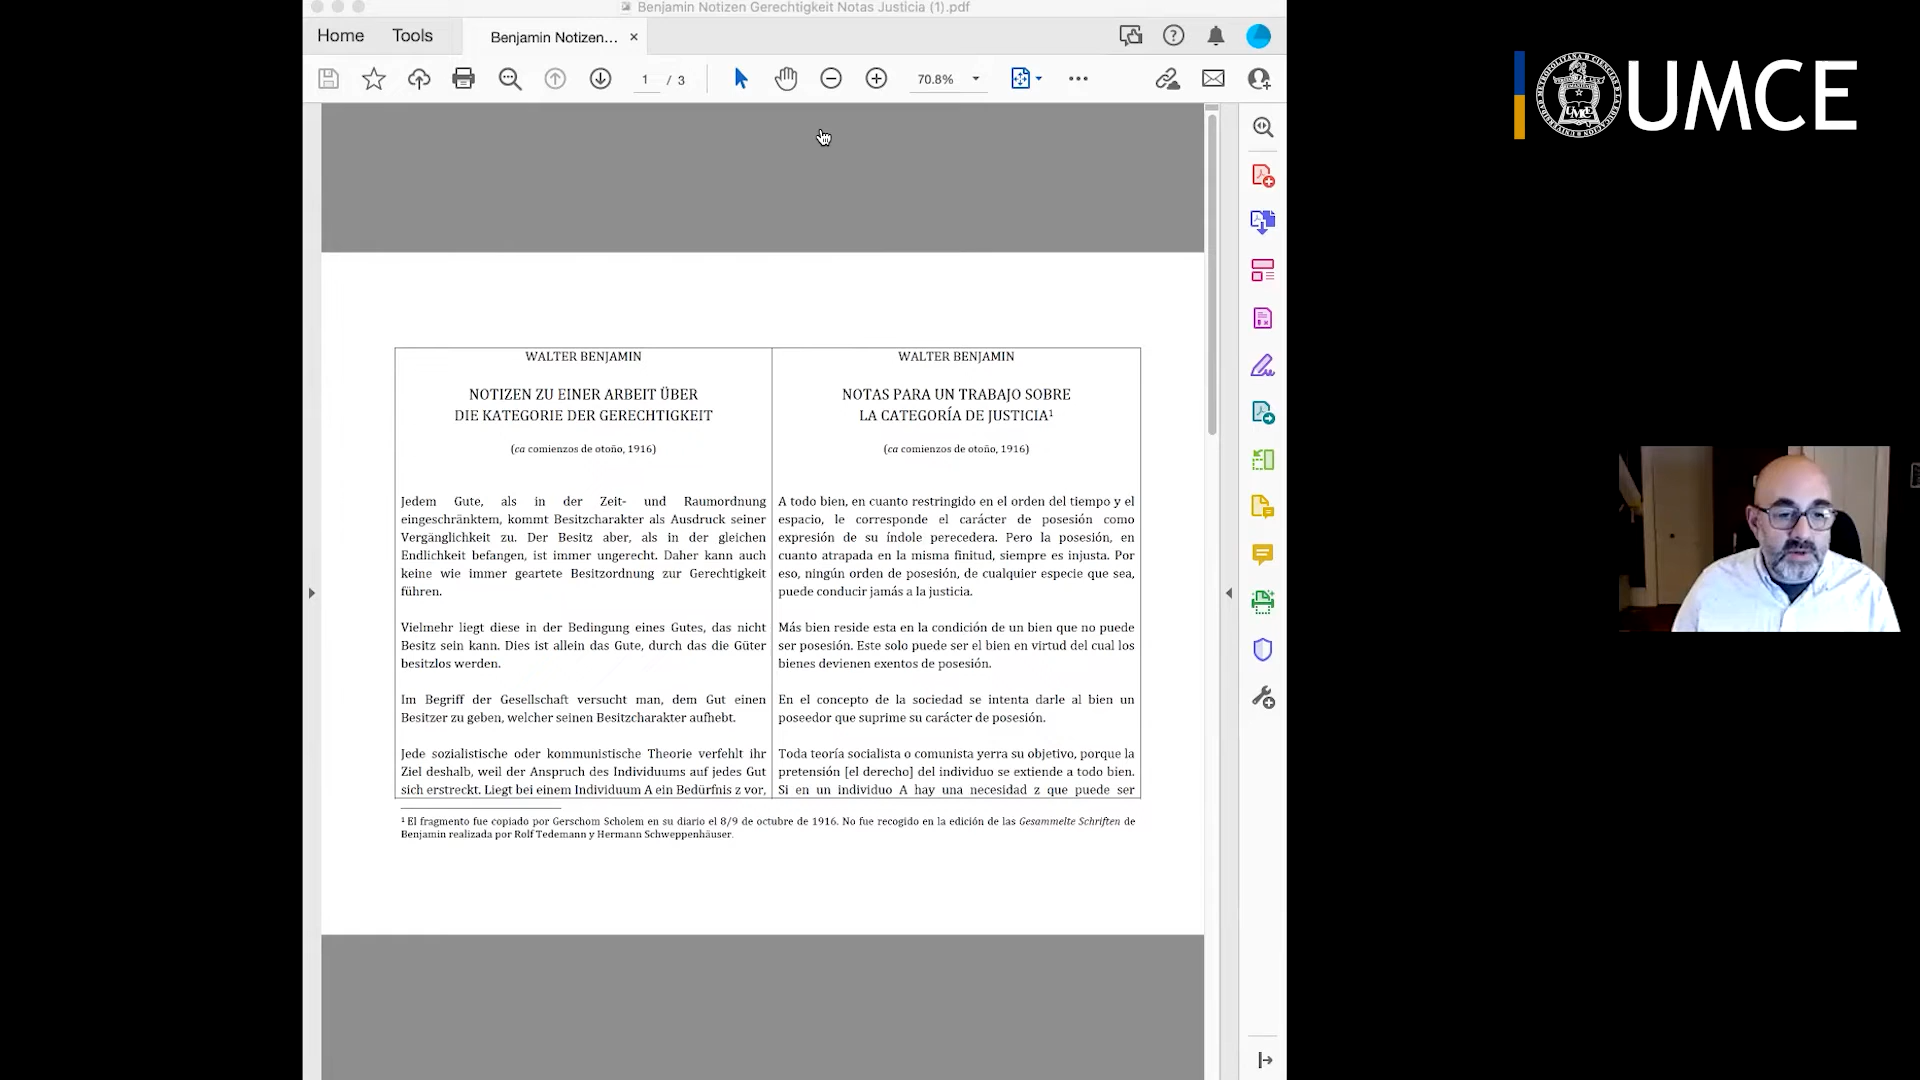 Benjamin Notizen Gerechtigkeit Notas Justicia (1).pdf
Home
Tools
Benjamin Notizen...
1 / 3
70.8%
UMCE
WALTER BENJAMIN
NOTIZEN ZU EINER ARBEIT ÜBER
DIE KATEGORIE DER GERECHTIGKEIT
(ca comienzos de otoño, 1916)
Jedem Gute, als in der Zeit- und Raumordnung
eingeschränktem, kommt Besitzcharakter als Ausdruck seiner
Vergänglichkeit zu. Der Besitz aber, als in der gleichen
Endlichkeit befangen, ist immer ungerecht. Daher kann auch
keine wie immer geartete Besitzordnung zur Gerechtigkeit
führen.
Vielmehr liegt diese in der Bedingung eines Gutes, das nicht
Besitz sein kann. Dies ist allein das Gute, durch das die Güter
besitzlos werden.
Im Begriff der Gesellschaft versucht man, dem Gut einen
Besitzer zu geben, welcher seinen Besitzcharakter aufhebt.
Jede sozialistische oder kommunistische Theorie verfehlt ihr
Ziel deshalb, weil der Anspruch des Individuums auf jedes Gut
sich erstreckt. Liegt bei einem Individuum A ein Bedürfnis z vor,
WALTER BENJAMIN
NOTAS PARA UN TRABAJO SOBRE
LA CATEGORÍA DE JUSTICIA¹
(ca comienzos de otoño, 1916)
A todo bien, en cuanto restringido en el orden del tiempo y el
espacio, le corresponde el carácter de posesión como
expresión de su índole perecedera. Pero la posesión, en
cuanto atrapada en la misma finitud, siempre es injusta. Por
eso, ningún orden de posesión, de cualquier especie que sea,
puede conducir jamás a la justicia.
Más bien reside esta en la condición de un bien que no puede
ser posesión. Este solo puede ser el bien en virtud del cual los
bienes devienen exentos de posesión.
En el concepto de la sociedad se intenta darle al bien un
poseedor que suprime su carácter de posesión.
Toda teoría socialista o comunista yerra su objetivo, porque la
pretensión [el derecho] del individuo se extiende a todo bien.
Si en un individuo A hay una necesidad z que puede ser
¹ El fragmento fue copiado por Gerschom Scholem en su diario el 8/9 de octubre de 1916. No fue recogido en la edición de las Gesammelte Schriften de
Benjamin realizada por Rolf Tedemann y Hermann Schweppenhäuser.